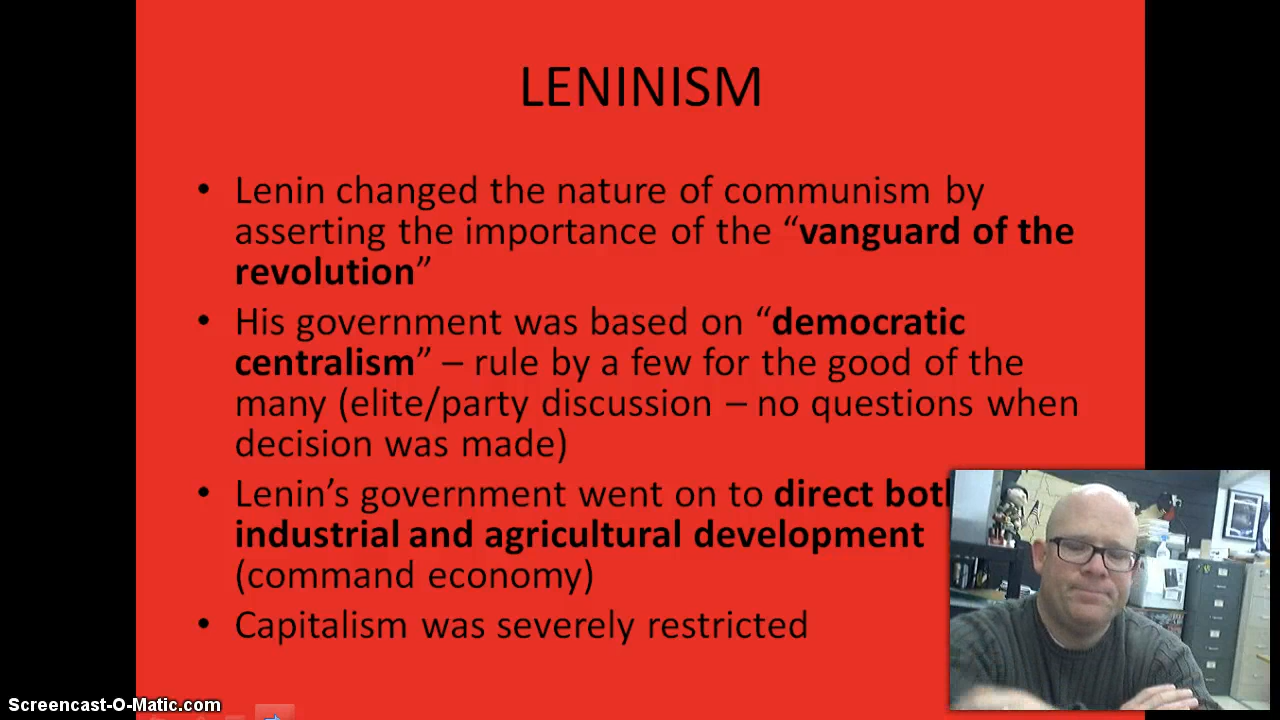 LENINISM
• Lenin changed the nature of communism by
asserting the importance of the “vanguard of the
revolution”
• His government was based on “democratic
centralism” – rule by a few for the good of the
many (elite/party discussion – no questions when
decision was made)
• Lenin’s government went on to direct
industrial and agricultural development
(command economy)
• Capitalism was severely restricted
Screencast-O-Matic.com